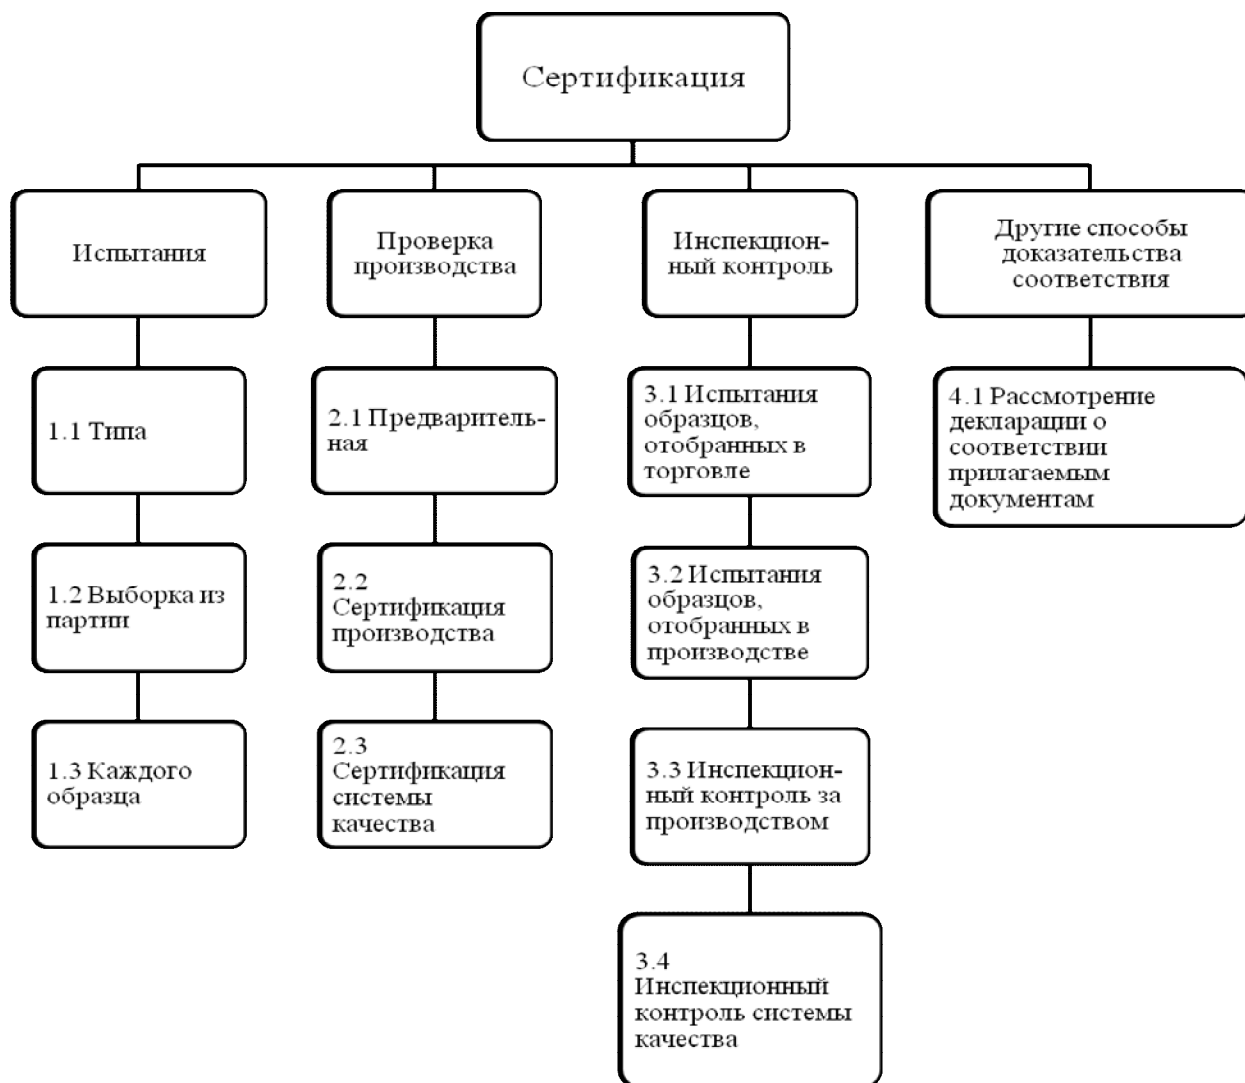 Сертификация
Испытания
Проверка
производства
Инспекцион-
ный контроль
Другие способы
доказательства
соответствия
1.1 Типа
2.1 Предваритель-
ная
3.1 Испытания
образцов,
отобранных в
торговле
4.1 Рассмотрение
декларации о
соответствии
прилагаемым
документам
1.2 Выборка из
партии
2.2
Сертификация
производства
3.2 Испытания
образцов,
отобранных в
производстве
1.3 Каждого
образца
2.3
Сертификация
системы
качества
3.3 Инспекцион-
ный контроль за
производством
3.4
Инспекционный
контроль системы
качества